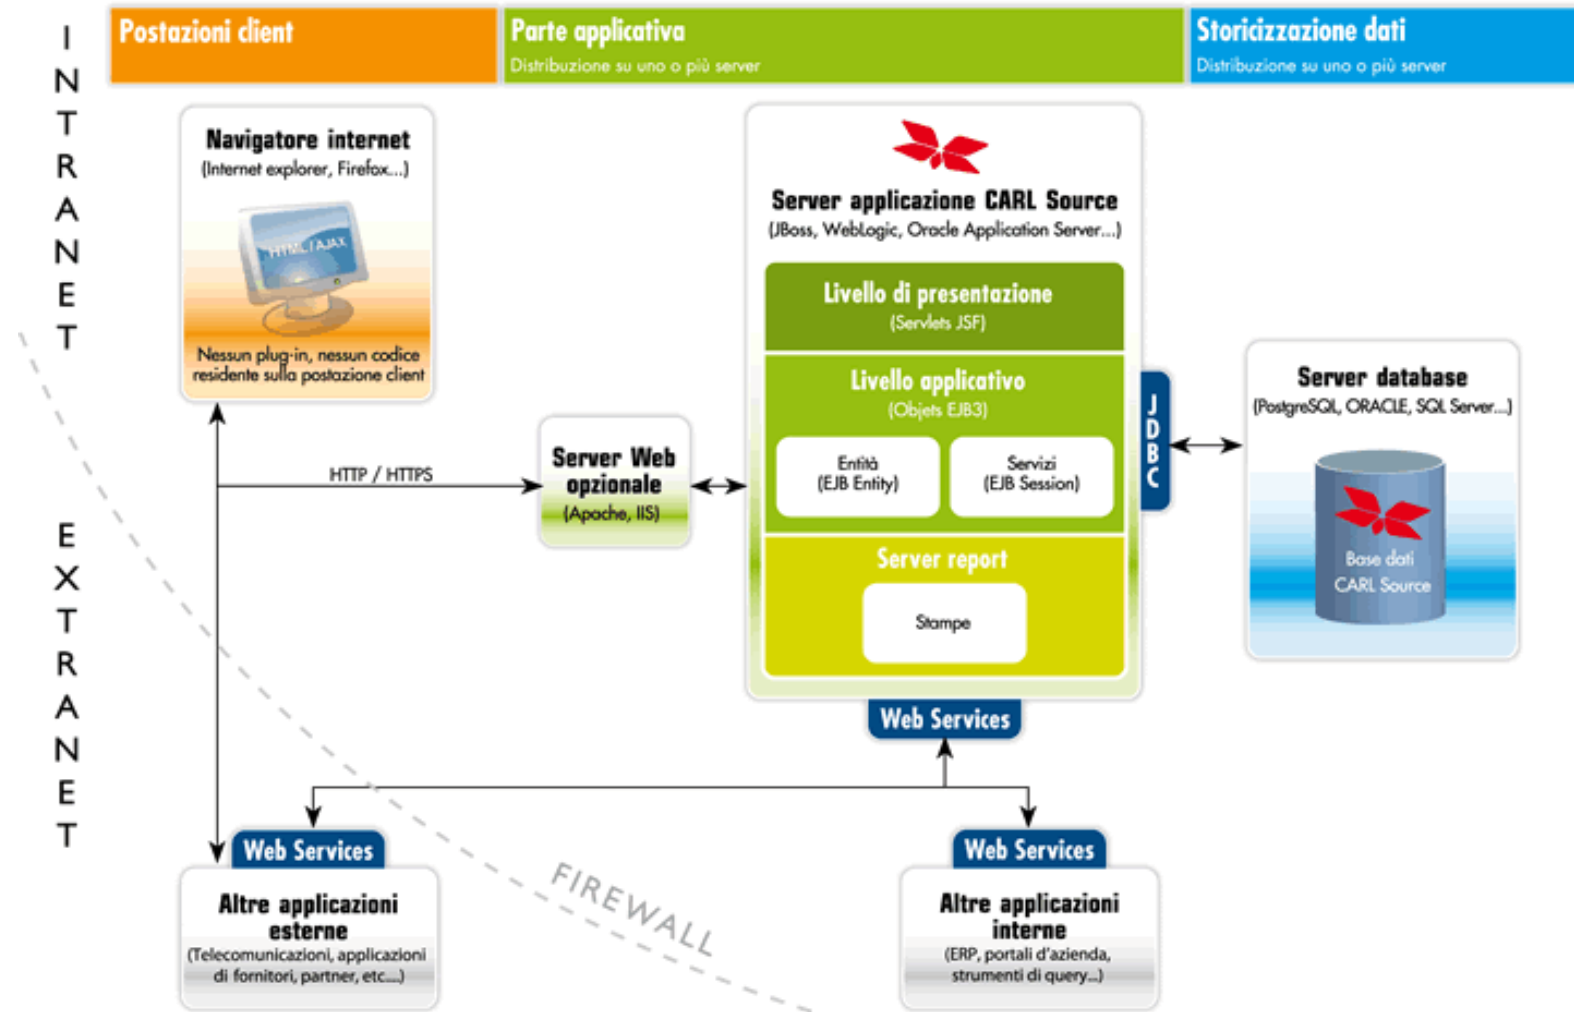 INTRANET
EXTRANET
Postazioni client
Parte applicativa
Distribuzione su uno o più server
Storicizzazione dati
Distribuzione su uno o più server
Navigatore internet
(Internet explorer, Firefox...)
HTML / AJAX
Nessun plug-in, nessun codice
residente sulla postazione client
HTTP / HTTPS
Server Web
opzionale
(Apache, IIS)
Server applicazione CARL Source
(JBoss, WebLogic, Oracle Application Server...)
Livello di presentazione
(Servlets JSF)
Livello applicativo
(Objets EJB3)
Entità
(EJB Entity)
Servizi
(EJB Session)
Server report
Stampe
JDBC
Server database
(PostgreSQL, ORACLE, SQL Server...)
Base dati
CARL Source
Web Services
Web Services
Altre applicazioni
esterne
(Telecomunicazioni, applicazioni
di fornitori, partner, etc....)
FIREWALL
Web Services
Altre applicazioni
interne
(ERP, portali d'azienda,
strumenti di query...)